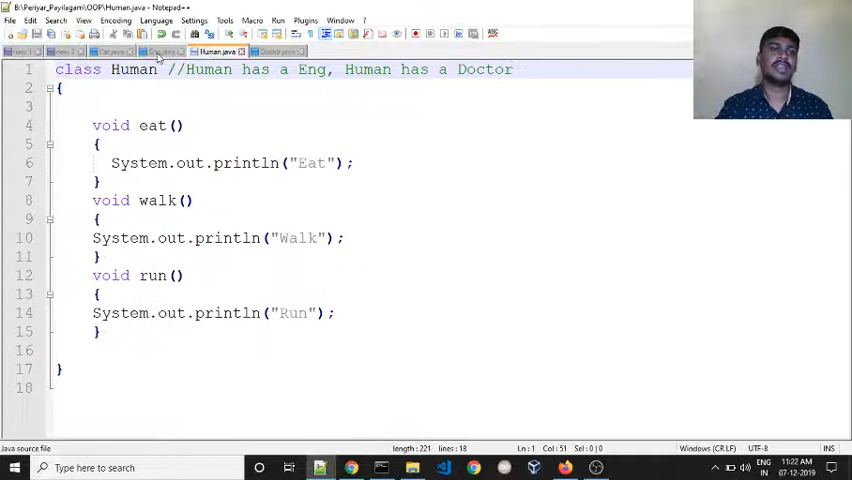 B:\Periyar_Payilagam\OOP\Human.java - Notepad++
File Edit Search View Encoding Language Settings Tools Macro Run Plugins Window ?
Human.java
Doctor.java
1 class Human //Human has a Eng, Human has a Doctor
2 {
3
4 void eat()
5 {
6 System.out.println("Eat");
7 }
8 void walk()
9 {
10 System.out.println("Walk");
11 }
12 void run()
13 {
14 System.out.println("Run");
15 }
16
17 }
18
Java source file length : 221 lines : 18 Ln : 1 Col : 51 Sel : 0 | 0 Windows (CR LF) UTF-8 INS
Type here to search
ENG 11:22 AM
IN 07-12-2019